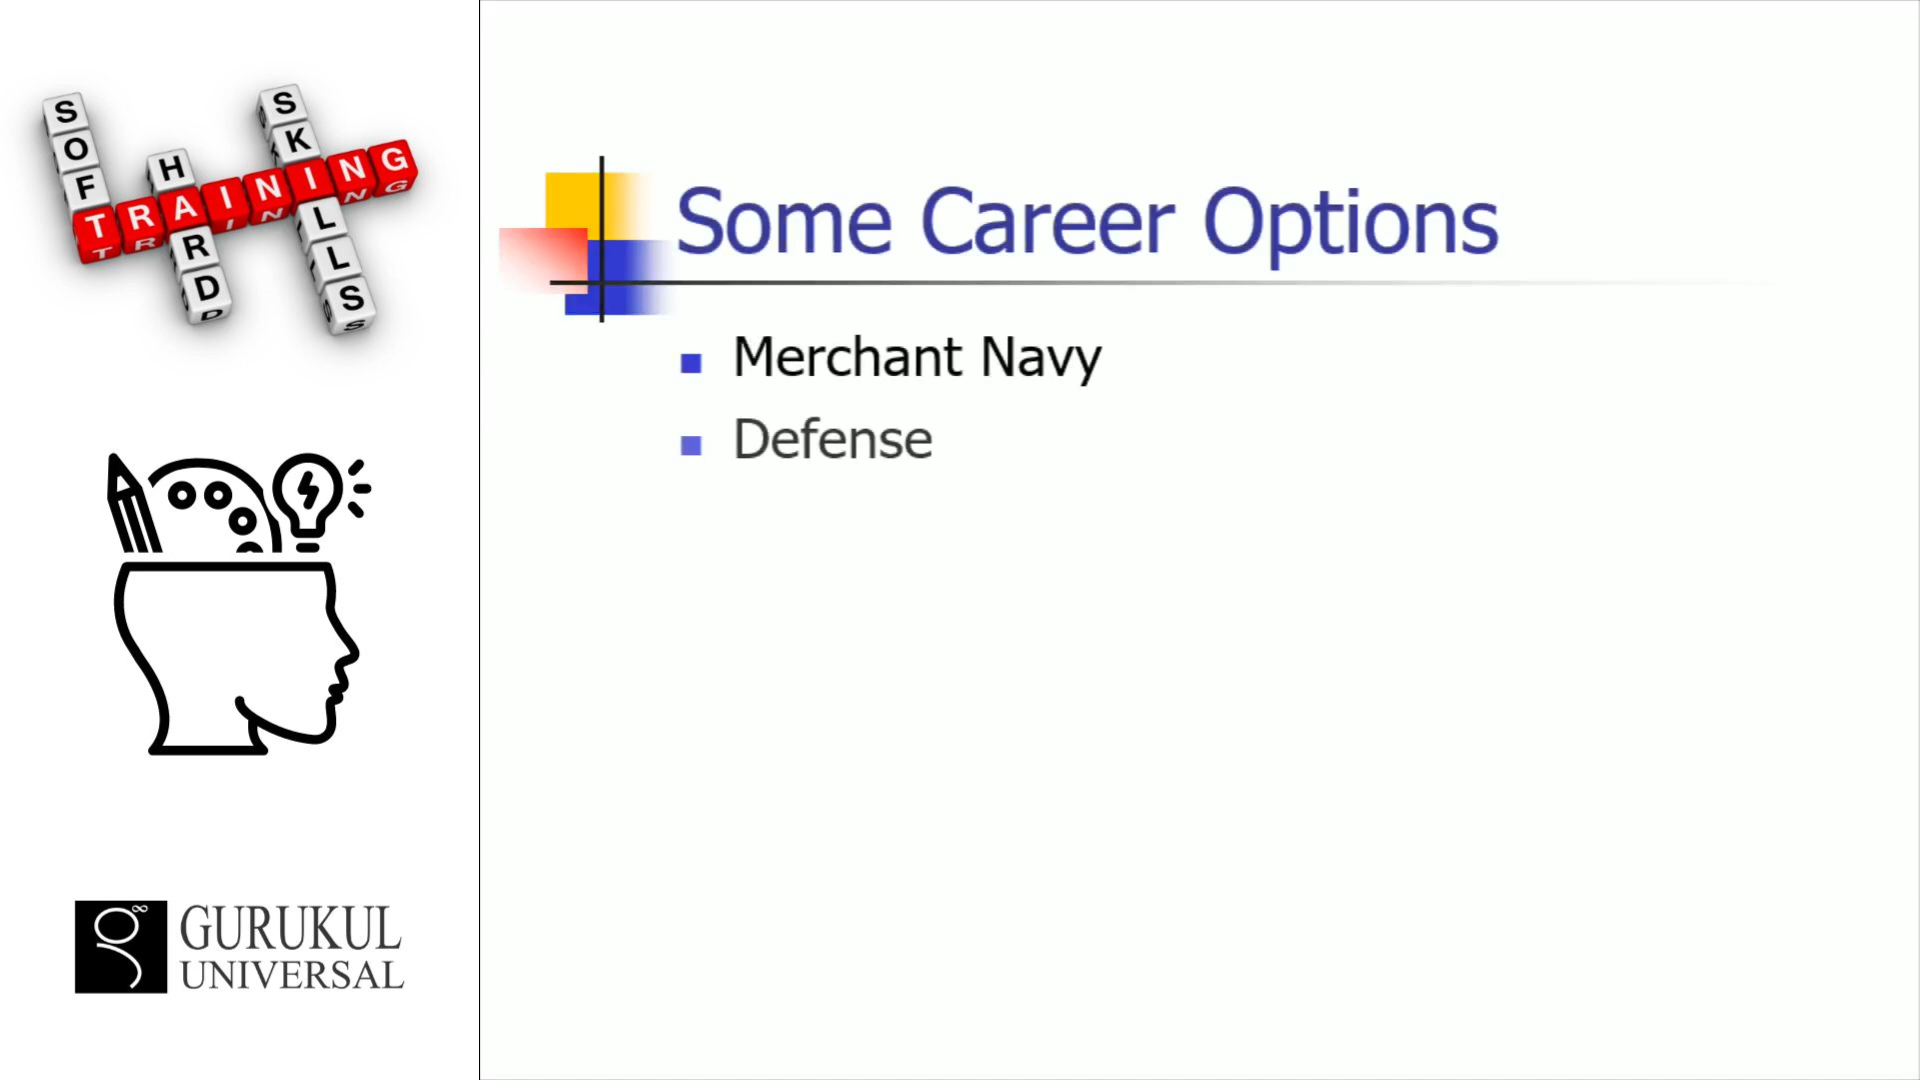 SOFT
HARD
SKILLS
TRAINING
GURUKUL
UNIVERSAL
Some Career Options
Merchant Navy
Defense